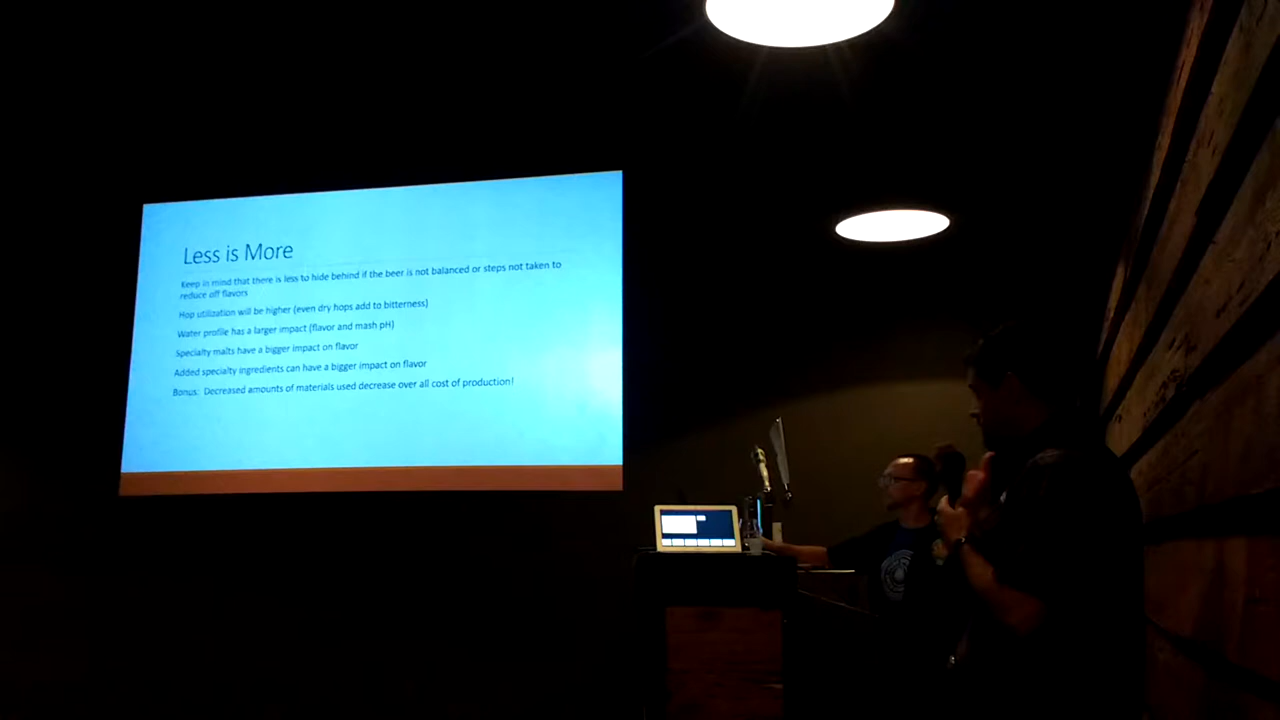 Less is More
Keep in mind that there is less to hide behind if the beer is not balanced or steps not taken to
reduce off flavors
Hop utilization will be higher (even dry hops add to bitterness)
Water profile has a larger impact (flavor and mash pH)
Specialty malts have a bigger impact on flavor
Added specialty ingredients can have a bigger impact on flavor
Bonus:  Decreased amounts of materials used decrease over all cost of production!